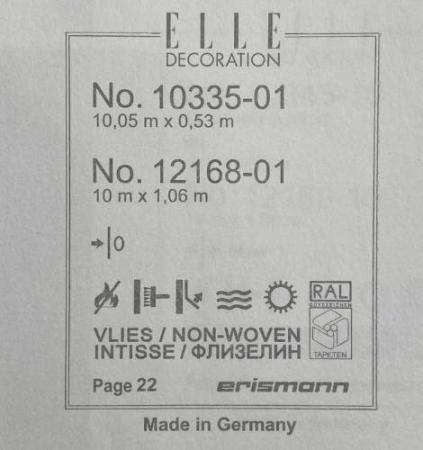 ELLE
DECORATION
No. 10335-01
10,05 m x 0,53 m
No. 12168-01
10 m x 1,06 m
0
RAL
GÜTEZEICHEN
TAPETEN
VLIES / NON-WOVEN
INTISSE / ФЛИЗЕЛИН
Page 22 erismann
Made in Germany